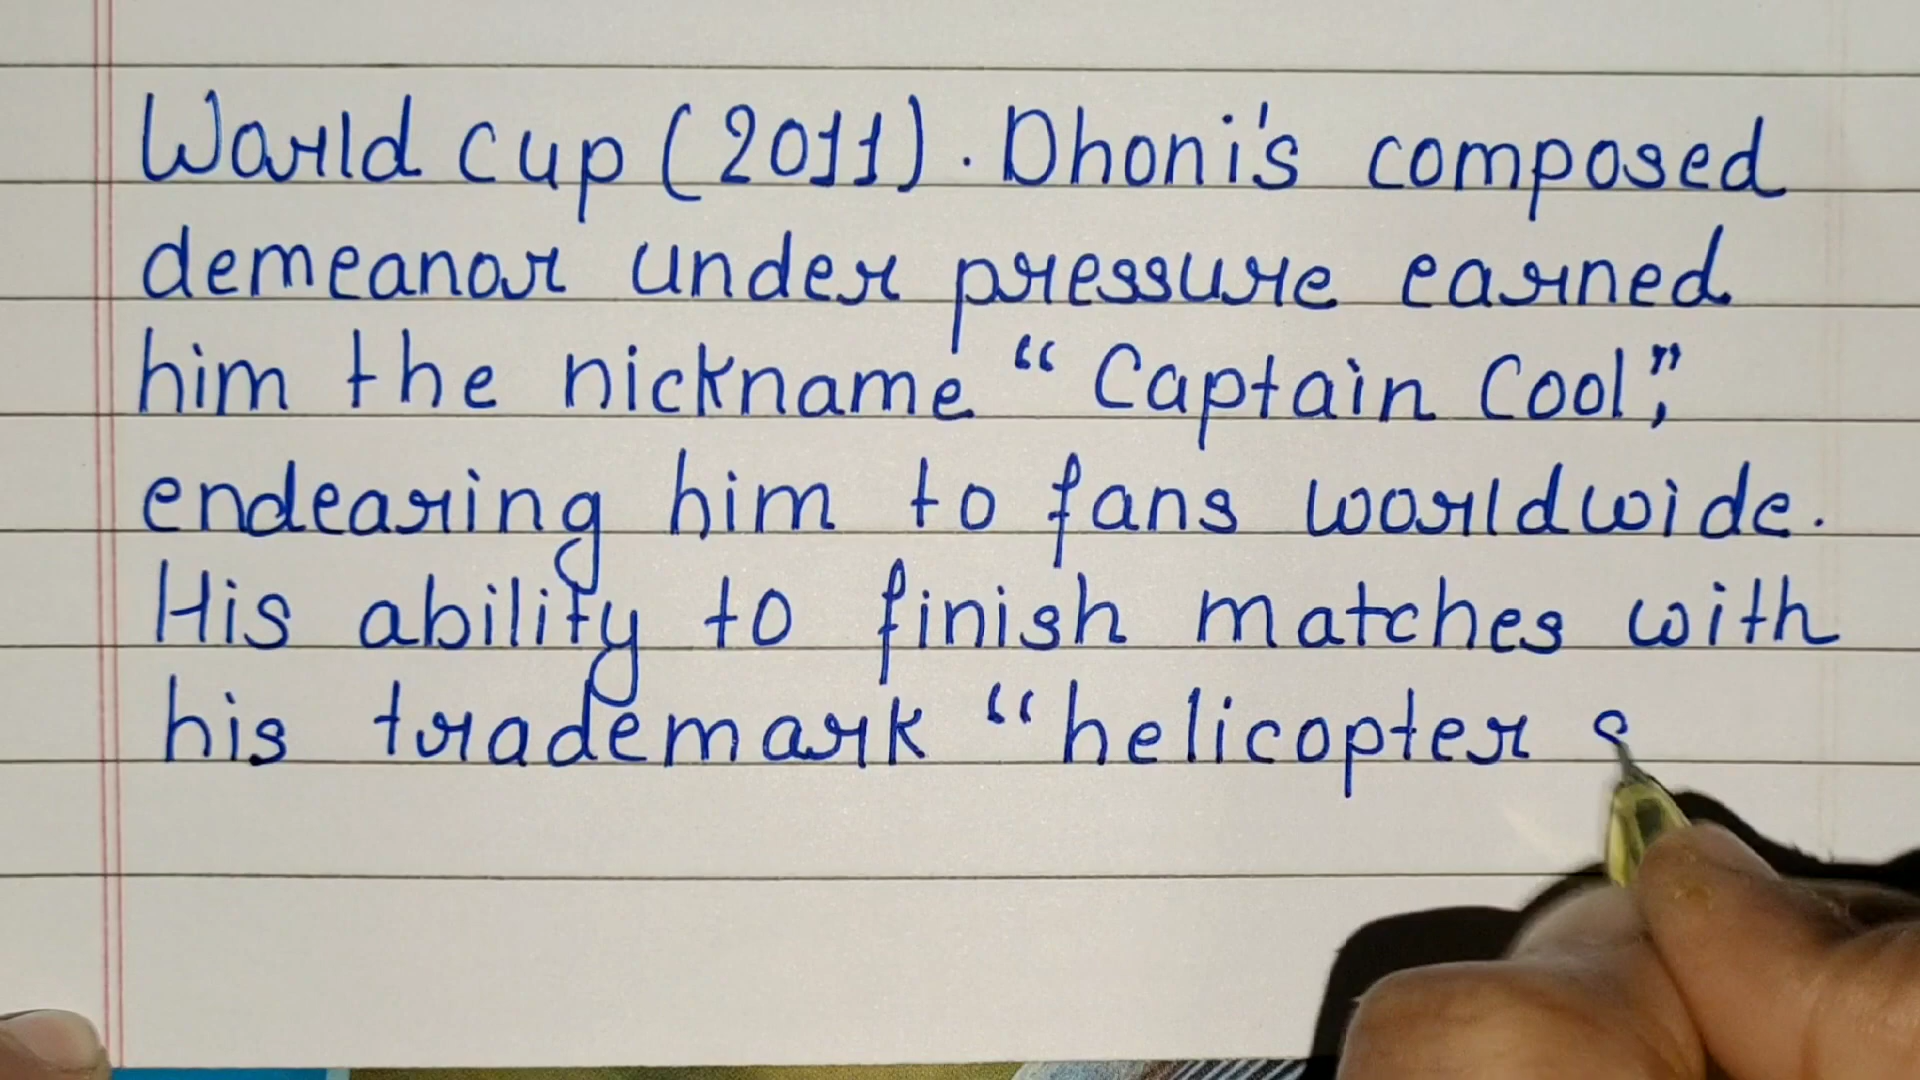 World cup (2011). Dhoni's composed
demeanor under pressure earned
him the nickname “Captain Cool”,
endearing him to fans worldwide.
His ability to finish matches with
his trademark “helicopter s